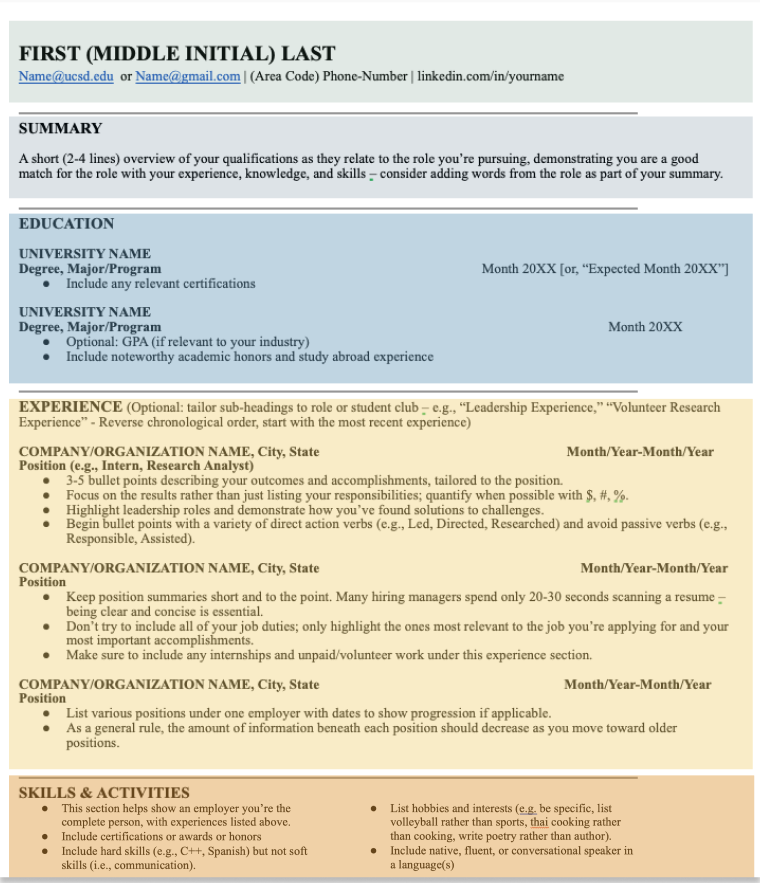 FIRST (MIDDLE INITIAL) LAST
Name@ucsd.edu or Name@gmail.com | (Area Code) Phone-Number | linkedin.com/in/yourname
SUMMARY
A short (2-4 lines) overview of your qualifications as they relate to the role you're pursuing, demonstrating you are a good
match for the role with your experience, knowledge, and skills – consider adding words from the role as part of your summary.
EDUCATION
UNIVERSITY NAME
Degree, Major/Program Month 20XX [or, “Expected Month 20XX”]
● Include any relevant certifications
UNIVERSITY NAME
Degree, Major/Program Month 20XX
● Optional: GPA (if relevant to your industry)
● Include noteworthy academic honors and study abroad experience
EXPERIENCE (Optional: tailor sub-headings to role or student club – e.g., “Leadership Experience,” “Volunteer Research
Experience” - Reverse chronological order, start with the most recent experience)
COMPANY/ORGANIZATION NAME, City, State Month/Year-Month/Year
Position (e.g., Intern, Research Analyst)
● 3-5 bullet points describing your outcomes and accomplishments, tailored to the position.
● Focus on the results rather than just listing your responsibilities; quantify when possible with $, #, %.
● Highlight leadership roles and demonstrate how you've found solutions to challenges.
● Begin bullet points with a variety of direct action verbs (e.g., Led, Directed, Researched) and avoid passive verbs (e.g.,
Responsible, Assisted).
COMPANY/ORGANIZATION NAME, City, State Month/Year-Month/Year
Position
● Keep position summaries short and to the point. Many hiring managers spend only 20-30 seconds scanning a resume –
being clear and concise is essential.
● Don't try to include all of your job duties; only highlight the ones most relevant to the job you're applying for and your
most important accomplishments.
● Make sure to include any internships and unpaid/volunteer work under this experience section.
COMPANY/ORGANIZATION NAME, City, State Month/Year-Month/Year
Position
● List various positions under one employer with dates to show progression if applicable.
● As a general rule, the amount of information beneath each position should decrease as you move toward older
positions.
SKILLS & ACTIVITIES
● This section helps show an employer you're the
complete person, with experiences listed above.
● Include certifications or awards or honors
● Include hard skills (e.g., C++, Spanish) but not soft
skills (i.e., communication).
● List hobbies and interests (e.g. be specific, list
volleyball rather than sports, thai cooking rather
than cooking, write poetry rather than author).
● Include native, fluent, or conversational speaker in
a language(s)